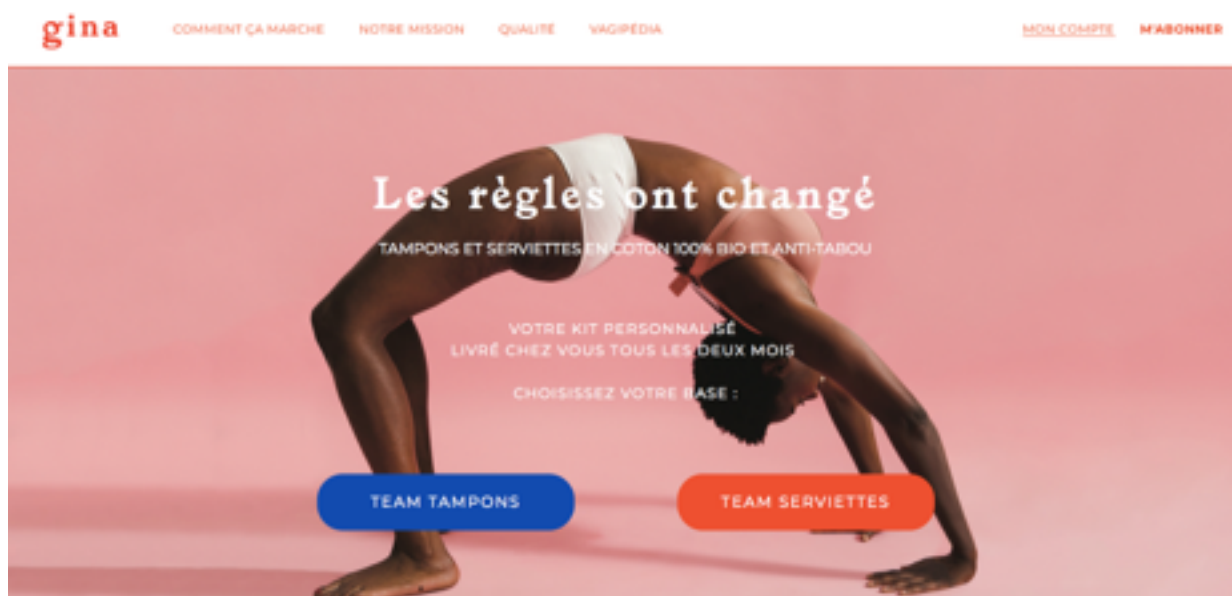 gina
COMMENT ÇA MARCHE
NOTRE MISSION
QUALITÉ
VAGIPÉDIA
MON COMPTE
M'ABONNER
Les règles ont changé
TAMPONS ET SERVIETTES EN COTON 100% BIO ET ANTI-TABOU
VOTRE KIT PERSONNALISÉ
LIVRÉ CHEZ VOUS TOUS LES DEUX MOIS
CHOISISSEZ VOTRE BASE :
TEAM TAMPONS
TEAM SERVIETTES